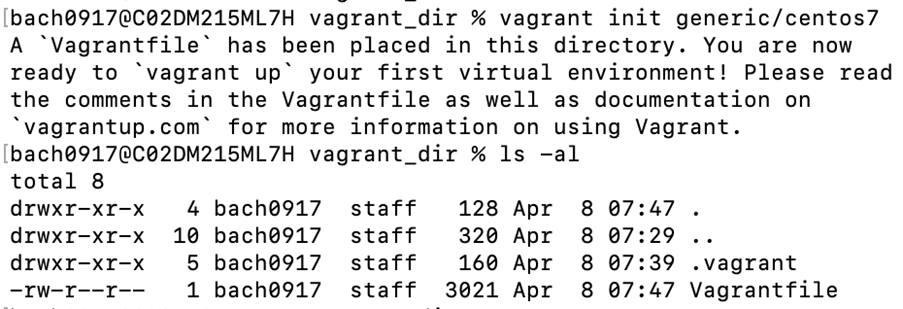 [bach0917@C02DM215ML7H vagrant_dir % vagrant init generic/centos7
A `Vagrantfile` has been placed in this directory. You are now
ready to `vagrant up` your first virtual environment! Please read
the comments in the Vagrantfile as well as documentation on
`vagrantup.com` for more information on using Vagrant.
[bach0917@C02DM215ML7H vagrant_dir % ls -al
total 8
drwxr-xr-x   4 bach0917  staff   128 Apr  8 07:47 .
drwxr-xr-x  10 bach0917  staff   320 Apr  8 07:29 ..
drwxr-xr-x   5 bach0917  staff   160 Apr  8 07:39 .vagrant
-rw-r--r--   1 bach0917  staff  3021 Apr  8 07:47 Vagrantfile